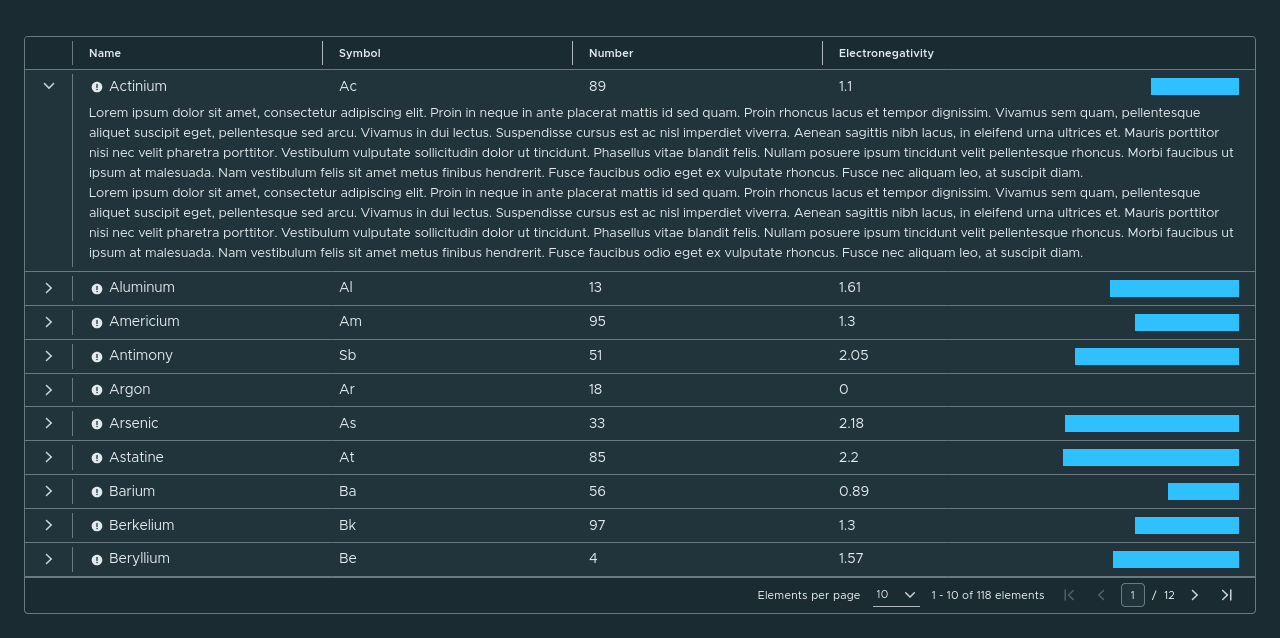 Name Symbol Number Electronegativity
Actinium Ac 89 1.1
Lorem ipsum dolor sit amet, consectetur adipiscing elit. Proin in neque in ante placerat mattis id sed quam. Proin rhoncus lacus et tempor dignissim. Vivamus sem quam, pellentesque
aliquet suscipit eget, pellentesque sed arcu. Vivamus in dui lectus. Suspendisse cursus est ac nisl imperdiet viverra. Aenean sagittis nibh lacus, in eleifend urna ultrices et. Mauris porttitor
nisi nec velit pharetra porttitor. Vestibulum vulputate sollicitudin dolor ut tincidunt. Phasellus vitae blandit felis. Nullam posuere ipsum tincidunt velit pellentesque rhoncus. Morbi faucibus ut
ipsum at malesuada. Nam vestibulum felis sit amet metus finibus hendrerit. Fusce faucibus odio eget ex vulputate rhoncus. Fusce nec aliquam leo, at suscipit diam.
Lorem ipsum dolor sit amet, consectetur adipiscing elit. Proin in neque in ante placerat mattis id sed quam. Proin rhoncus lacus et tempor dignissim. Vivamus sem quam, pellentesque
aliquet suscipit eget, pellentesque sed arcu. Vivamus in dui lectus. Suspendisse cursus est ac nisl imperdiet viverra. Aenean sagittis nibh lacus, in eleifend urna ultrices et. Mauris porttitor
nisi nec velit pharetra porttitor. Vestibulum vulputate sollicitudin dolor ut tincidunt. Phasellus vitae blandit felis. Nullam posuere ipsum tincidunt velit pellentesque rhoncus. Morbi faucibus ut
ipsum at malesuada. Nam vestibulum felis sit amet metus finibus hendrerit. Fusce faucibus odio eget ex vulputate rhoncus. Fusce nec aliquam leo, at suscipit diam.
Aluminum Al 13 1.61
Americium Am 95 1.3
Antimony Sb 51 2.05
Argon Ar 18 0
Arsenic As 33 2.18
Astatine At 85 2.2
Barium Ba 56 0.89
Berkelium Bk 97 1.3
Beryllium Be 4 1.57
Elements per page 10 1 - 10 of 118 elements 1 / 12